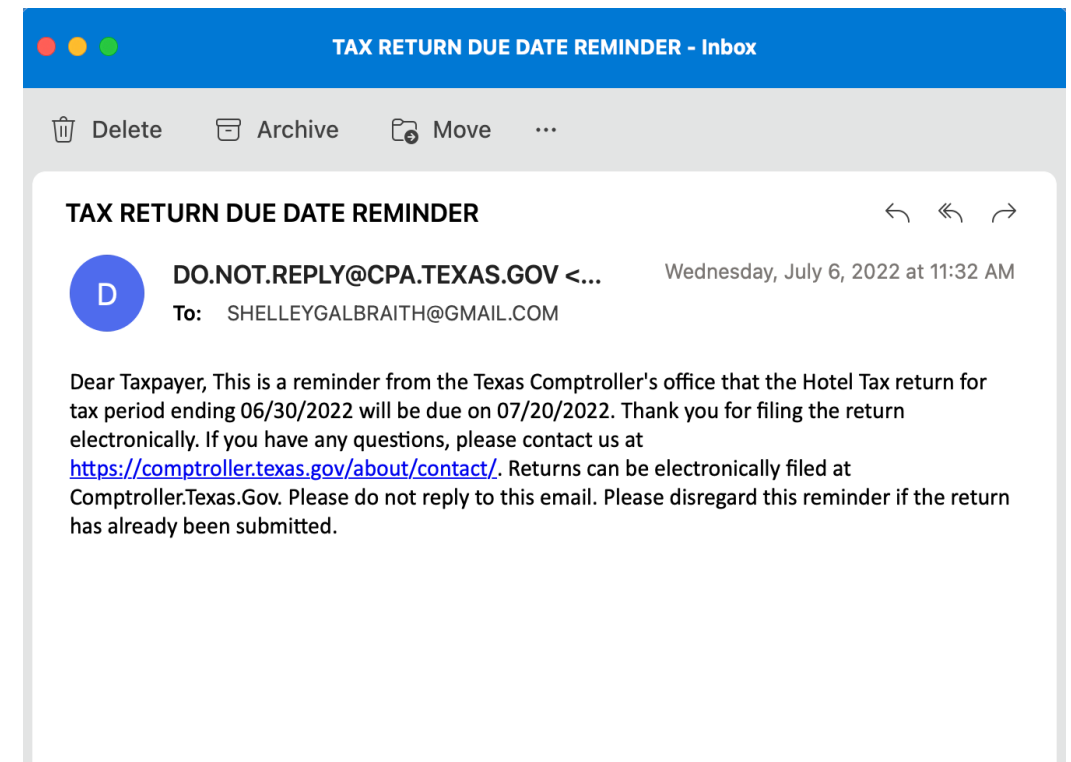 TAX RETURN DUE DATE REMINDER - Inbox
Delete Archive Move ...
TAX RETURN DUE DATE REMINDER
D
DO.NOT.REPLY@CPA.TEXAS.GOV <... Wednesday, July 6, 2022 at 11:32 AM
To: SHELLEYGALBRAITH@GMAIL.COM
Dear Taxpayer, This is a reminder from the Texas Comptroller's office that the Hotel Tax return for
tax period ending 06/30/2022 will be due on 07/20/2022. Thank you for filing the return
electronically. If you have any questions, please contact us at
https://comptroller.texas.gov/about/contact/. Returns can be electronically filed at
Comptroller.Texas.Gov. Please do not reply to this email. Please disregard this reminder if the return
has already been submitted.